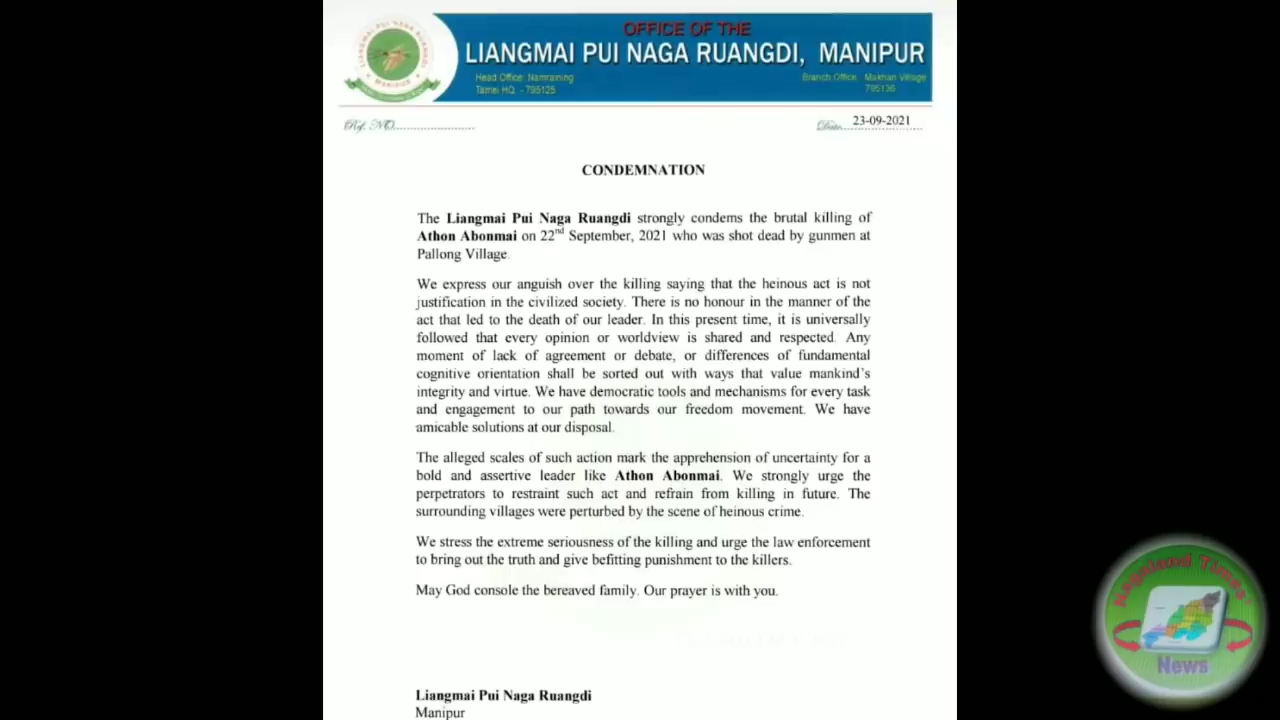 OFFICE OF THE
LIANGMAI PUI NAGA RUANGDI, MANIPUR
Head Office: Namraining
Tamei HQ. - 795125
Branch Office: Makhan Village
795136
LIANGMAI PUI NAGA RUANGDI
MANIPUR
Ref. NO.........................
Date... 23-09-2021
CONDEMNATION
The Liangmai Pui Naga Ruangdi strongly condems the brutal killing of
Athon Abonmai on 22nd September, 2021 who was shot dead by gunmen at
Pallong Village.
We express our anguish over the killing saying that the heinous act is not
justification in the civilized society. There is no honour in the manner of the
act that led to the death of our leader. In this present time, it is universally
followed that every opinion or worldview is shared and respected. Any
moment of lack of agreement or debate, or differences of fundamental
cognitive orientation shall be sorted out with ways that value mankind's
integrity and virtue. We have democratic tools and mechanisms for every task
and engagement to our path towards our freedom movement. We have
amicable solutions at our disposal.
The alleged scales of such action mark the apprehension of uncertainty for a
bold and assertive leader like Athon Abonmai. We strongly urge the
perpetrators to restraint such act and refrain from killing in future. The
surrounding villages were perturbed by the scene of heinous crime.
We stress the extreme seriousness of the killing and urge the law enforcement
to bring out the truth and give befitting punishment to the killers.
May God console the bereaved family. Our prayer is with you.
Liangmai Pui Naga Ruangdi
Manipur
Nagaland Times
News